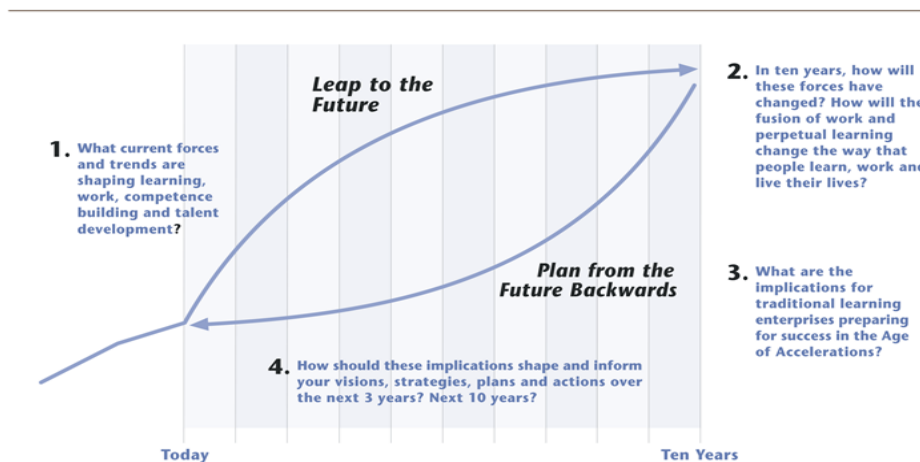 Leap to the
Future
1. What current forces
and trends are
shaping learning,
work, competence
building and talent
development?
2. In ten years, how will
these forces have
changed? How will the
fusion of work and
perpetual learning
change the way that
people learn, work and
live their lives?
Plan from the
Future Backwards
3. What are the
implications for
traditional learning
enterprises preparing
for success in the Age
of Accelerations?
4. How should these implications shape and inform
your visions, strategies, plans and actions over
the next 3 years? Next 10 years?
Today
Ten Years